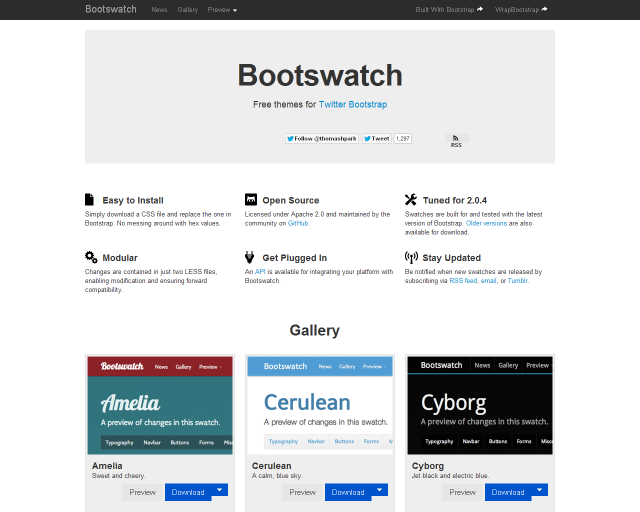 Bootswatch News Gallery Preview Built With Bootstrap WrapBootstrap
Bootswatch
Free themes for Twitter Bootstrap
Follow @thomashpark Tweet 1,297 RSS
Easy to Install
Simply download a CSS file and replace the one in
Bootstrap. No messing around with hex values.
Open Source
Licensed under Apache 2.0 and maintained by the
community on GitHub.
Tuned for 2.0.4
Swatches are built for and tested with the latest
version of Bootstrap. Older versions are also
available for download.
Modular
Changes are contained in just two LESS files,
enabling modification and ensuring forward
compatibility.
Get Plugged In
An API is available for integrating your platform with
Bootswatch.
Stay Updated
Be notified when new swatches are released by
subscribing via RSS feed, email, or Tumblr.
Gallery
Bootswatch News Gallery Preview
Amelia
A preview of changes in this swatch.
Typography Navbar Buttons Forms Mis
Amelia
Sweet and cheery.
Preview Download
Bootswatch News Gallery Preview
Cerulean
A preview of changes in this swatch.
Typography Navbar Buttons Forms M
Cerulean
A calm, blue sky.
Preview Download
Bootswatch News Gallery Preview
Cyborg
A preview of changes in this swatch.
Typography Navbar Buttons Forms Misc
Cyborg
Jet black and electric blue.
Preview Download